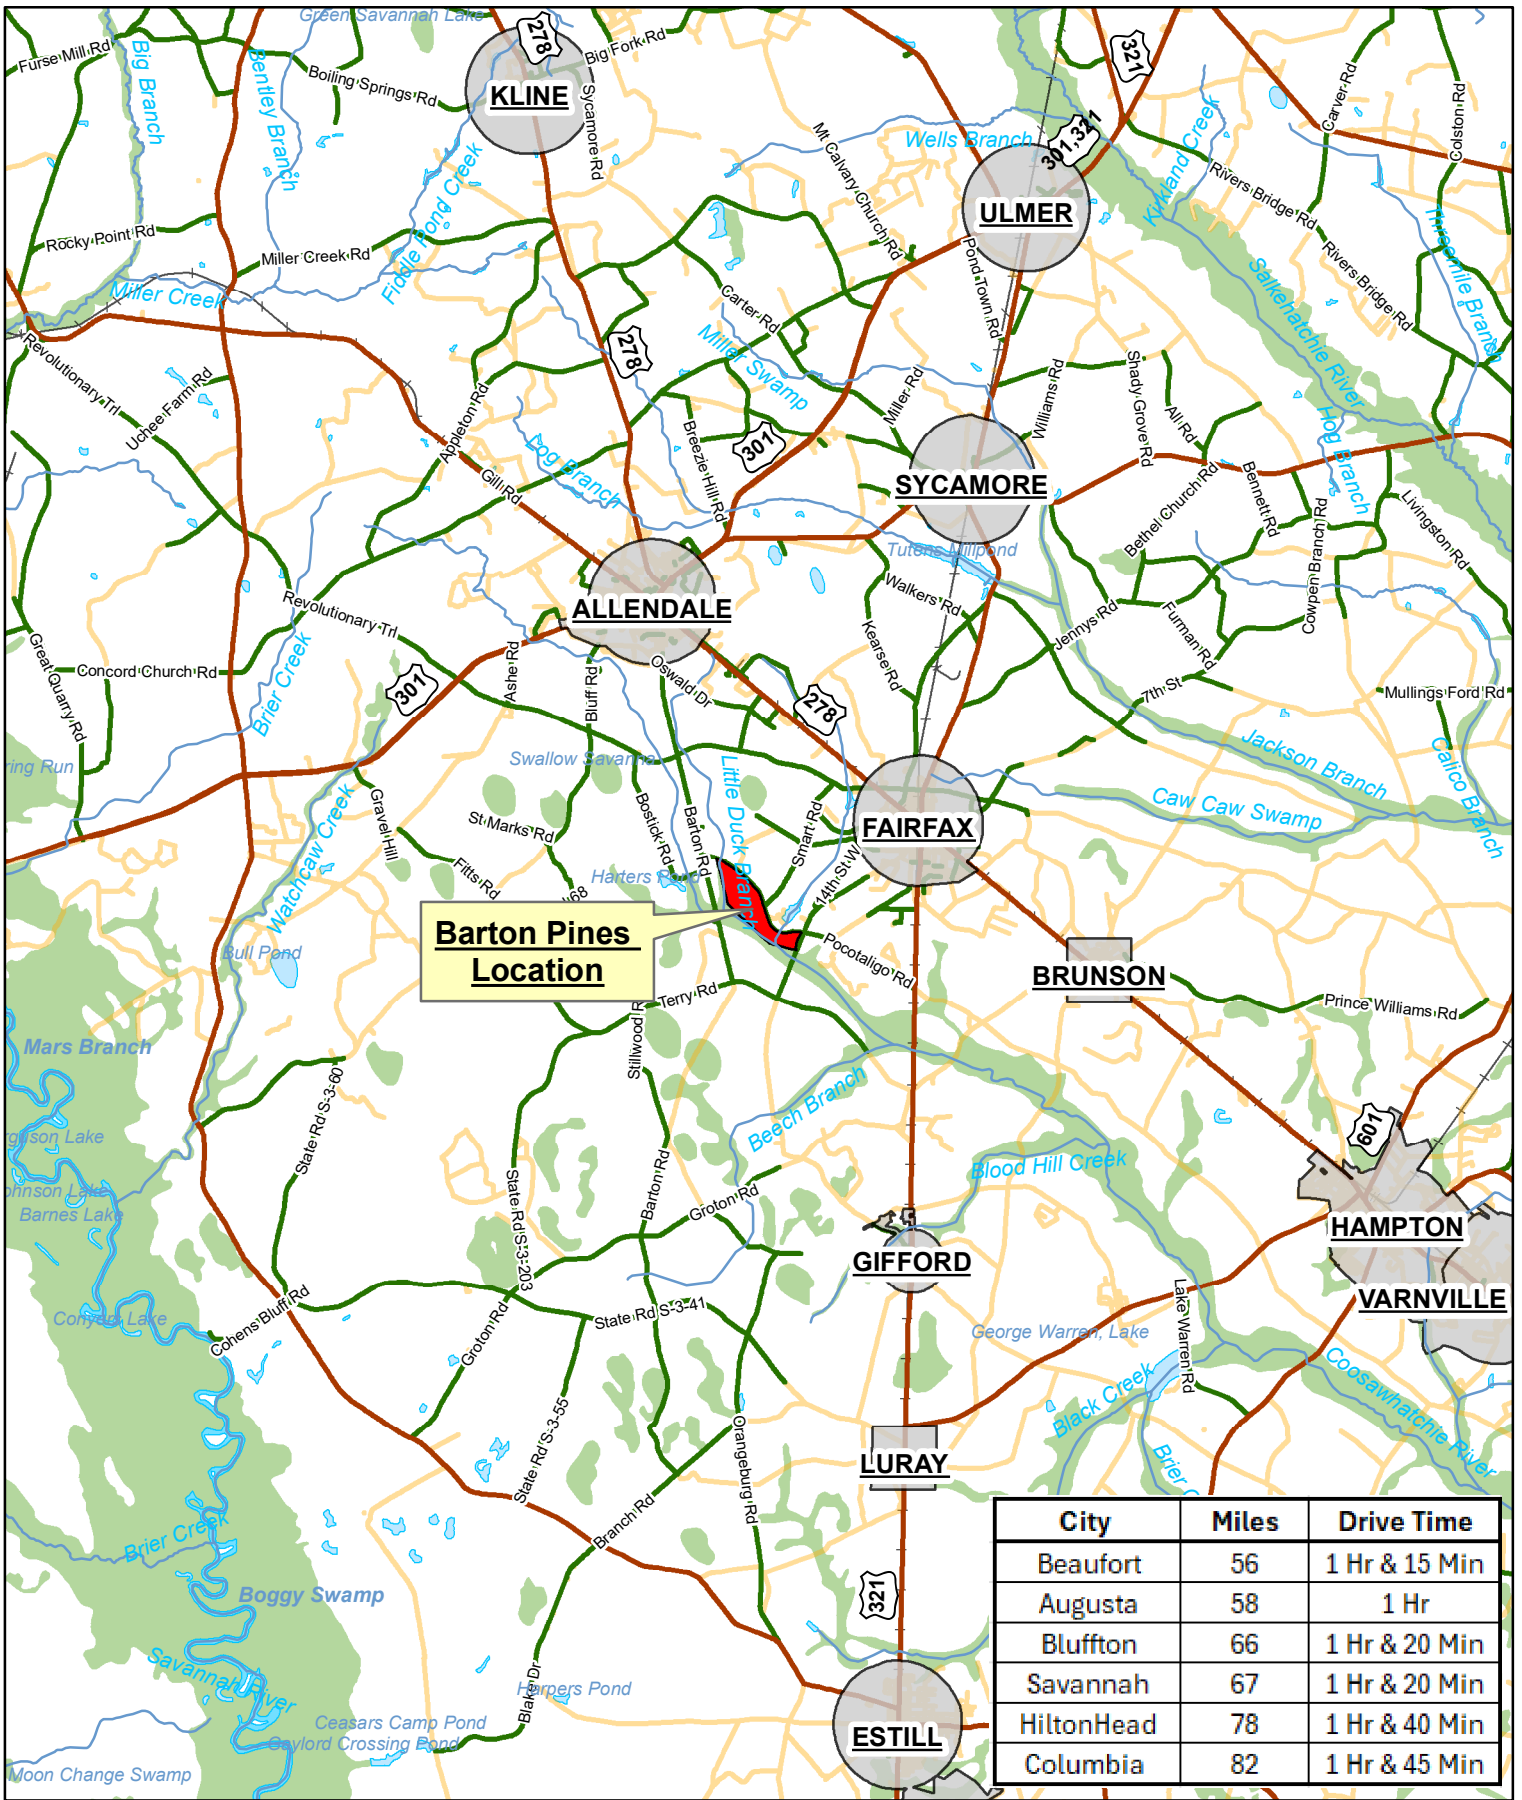 Green Savannah Lake
278
Big Fork Rd
Furse Mill Rd
Big Branch
Bentley Branch
Boiling Springs Rd
KLINE
Sycamore Rd
321
Carver Rd
Colston Rd
Mt Calvary Church Rd
Wells Branch
301,321
Kirkland Creek
Rivers Bridge Rd
ULMER
Fiddle Pond Creek
Rocky Point Rd
Miller Creek Rd
Pond Town Rd
Rivers Bridge Rd
Threemile Branch
Miller Creek
Carter Rd
Salkehatchie River
278
Miller Swamp
Revolutionary Trl
Uchee Farm Rd
Appleton Rd
Miller Rd
Williams Rd
Shady Grove Rd
All Rd
Hog Branch
Breezie Hill Rd
301
Log Branch
Gill Rd
SYCAMORE
Bethel Church Rd
Bennett Rd
Cowpen Branch Rd
Livingston Rd
Tutens Millpond
Walkers Rd
ALLENDALE
Revolutionary Trl
Kearse Rd
Jennys Rd
Furman Rd
Great Quarry Rd
Concord Church Rd
Brier Creek
301
Ashe Rd
Bluff Rd
Oswald Dr
278
7th St
Mullings Ford Rd
ring Run
Swallow Savanna
Little Duck Branch
Jackson Branch
Calico Branch
Watchcaw Creek
Gravel Hill
St Marks Rd
Bostick Rd
Barton Rd
Smart Rd
FAIRFAX
Caw Caw Swamp
Fitts Rd
68
Harters Pond
14th St W
Barton Pines
Location
Bull Pond
Pocotaligo Rd
BRUNSON
Terry Rd
Prince Williams Rd
Stillwood R
Mars Branch
State Rd S-3-60
Beech Branch
601
guson Lake
Blood Hill Creek
ohnson Lake
Barnes Lake
State Rd S-3-203
Barton Rd
Groton Rd
HAMPTON
GIFFORD
VARNVILLE
Conyers Lake
Cohens Bluff Rd
Groton Rd
State Rd S-3-41
George Warren, Lake
Lake Warren Rd
Coosawhatchie River
Black Creek
State Rd S-3-55
Orangeburg Rd
LURAY
Brier C
Branch Rd
Brier Creek
Boggy Swamp
321
Savannah River
Blake Dr
Harpers Pond
Ceasars Camp Pond
Gaylord Crossing Pond
ESTILL
Moon Change Swamp
City Miles Drive Time
Beaufort 56 1 Hr & 15 Min
Augusta 58 1 Hr
Bluffton 66 1 Hr & 20 Min
Savannah 67 1 Hr & 20 Min
HiltonHead 78 1 Hr & 40 Min
Columbia 82 1 Hr & 45 Min